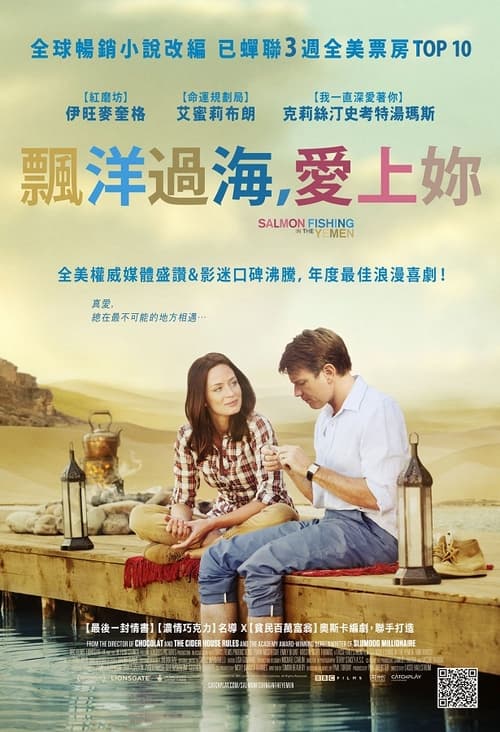 全球暢銷小說改編 已蟬聯3週全美票房TOP 10
【紅磨坊】 【命運規劃局】 【我一直深愛著你】
伊旺麥奎格 艾蜜莉布朗 克莉絲汀史考特湯瑪斯
飄洋過海,愛上妳
SALMON FISHING
IN THE YEMEN
全美權威媒體盛讚&影迷口碑沸騰,年度最佳浪漫喜劇!
真愛,
總在最不可能的地方相遇…
【最後一封情書】【濃情巧克力】名導 X【貧民百萬富翁】奧斯卡編劇,聯手打造
FROM THE DIRECTOR OF CHOCOLAT AND THE CIDER HOUSE RULES AND THE ACADEMY AWARD-WINNING SCREENWRITER OF SLUMDOG MILLIONAIRE
LIONSGATE
BBC FILMS
CATCHPLAY
CATCHPLAY.COM/SALMONFISHINGINTHEYEMEN